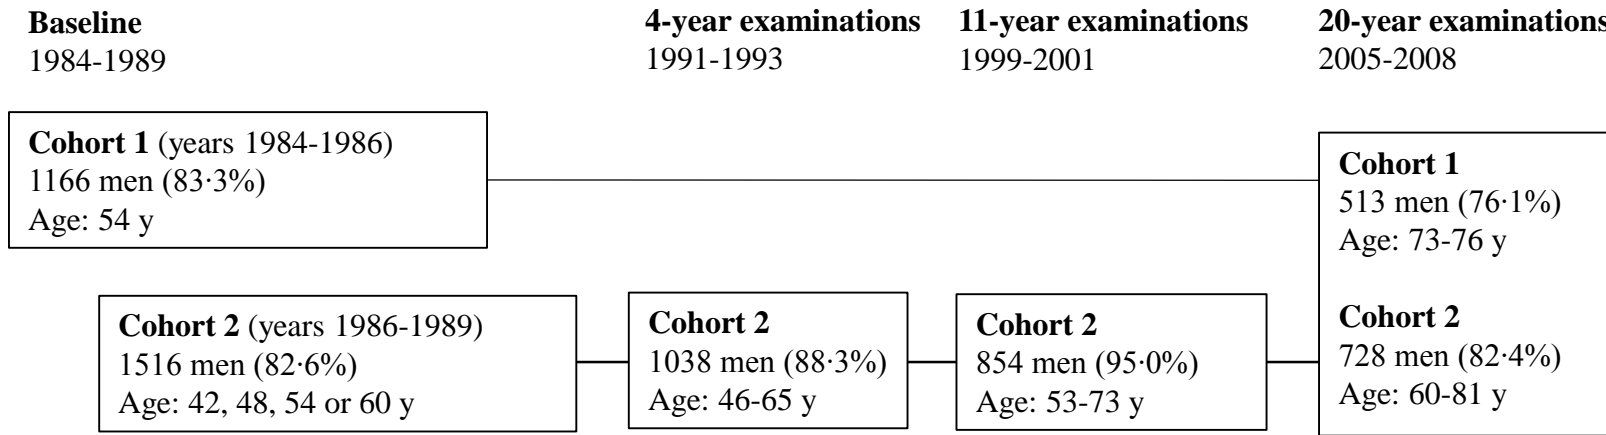 Baseline
1984-1989
4-year examinations
1991-1993
11-year examinations
1999-2001
20-year examinations
2005-2008
Cohort 1 (years 1984-1986)
1166 men (83·3%)
Age: 54 y
Cohort 2 (years 1986-1989)
1516 men (82·6%)
Age: 42, 48, 54 or 60 y
Cohort 2
1038 men (88·3%)
Age: 46-65 y
Cohort 2
854 men (95·0%)
Age: 53-73 y
Cohort 1
513 men (76·1%)
Age: 73-76 y
Cohort 2
728 men (82·4%)
Age: 60-81 y